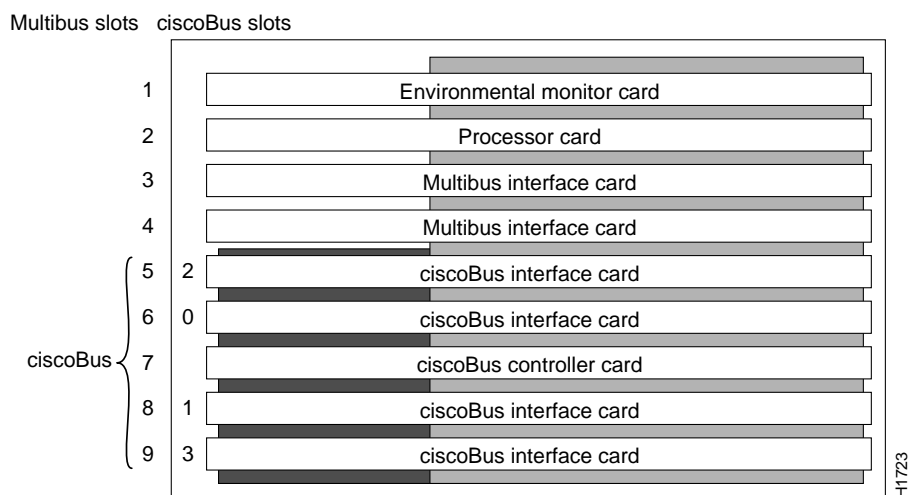 Multibus slots ciscoBus slots
1 Environmental monitor card
2 Processor card
3 Multibus interface card
4 Multibus interface card
5 2 ciscoBus interface card
6 0 ciscoBus interface card
ciscoBus 7 ciscoBus controller card
8 1 ciscoBus interface card
9 3 ciscoBus interface card
H1723